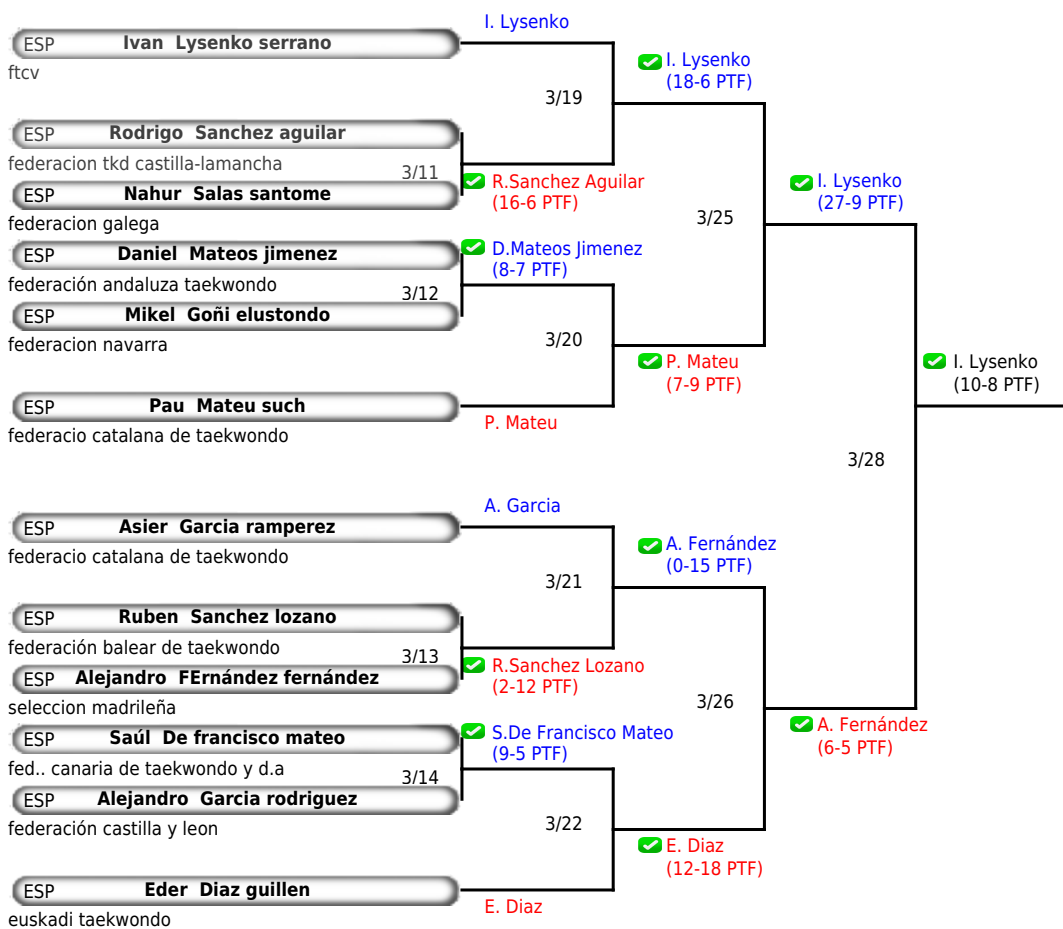 I. Lysenko
ESP Ivan Lysenko serrano
ftcv
I. Lysenko
(18-6 PTF)
3/19
ESP Rodrigo Sanchez aguilar
federacion tkd castilla-lamancha
3/11
R.Sanchez Aguilar
(16-6 PTF)
ESP Nahur Salas santome
federacion galega
I. Lysenko
(27-9 PTF)
3/25
ESP Daniel Mateos jimenez
federación andaluza taekwondo
D.Mateos Jimenez
(8-7 PTF)
3/12
ESP Mikel Goñi elustondo
federacion navarra
3/20
P. Mateu
(7-9 PTF)
I. Lysenko
(10-8 PTF)
ESP Pau Mateu such
federacio catalana de taekwondo
P. Mateu
3/28
A. Garcia
ESP Asier Garcia ramperez
federacio catalana de taekwondo
A. Fernández
(0-15 PTF)
3/21
ESP Ruben Sanchez lozano
federación balear de taekwondo
3/13
R.Sanchez Lozano
(2-12 PTF)
ESP Alejandro FErnández fernández
seleccion madrileña
3/26
A. Fernández
(6-5 PTF)
ESP Saúl De francisco mateo
fed.. canaria de taekwondo y d.a
S.De Francisco Mateo
(9-5 PTF)
3/14
ESP Alejandro Garcia rodriguez
federación castilla y leon
3/22
E. Diaz
(12-18 PTF)
ESP Eder Diaz guillen
euskadi taekwondo
E. Diaz